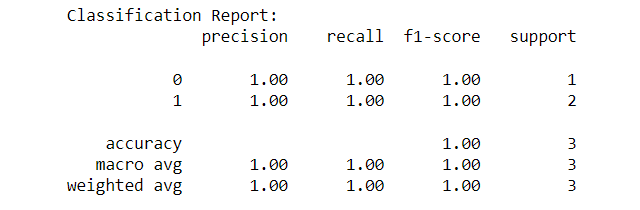 Classification Report:
precision recall f1-score support
0 1.00 1.00 1.00 1
1 1.00 1.00 1.00 2
accuracy 1.00 3
macro avg 1.00 1.00 1.00 3
weighted avg 1.00 1.00 1.00 3